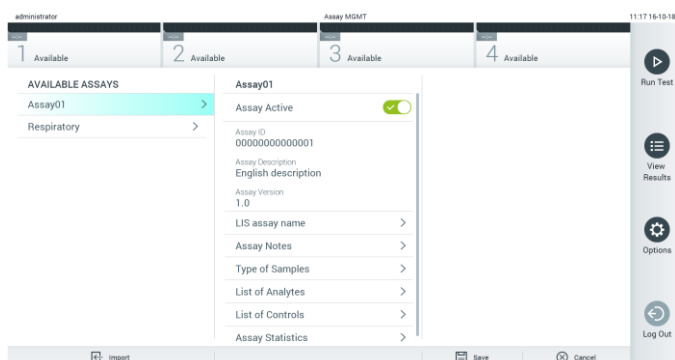 administrator Assay MGMT 11:17 16-10-18
1 Available 2 Available 3 Available 4 Available
Run Test
AVAILABLE ASSAYS
Assay01
Respiratory
Assay01
Assay Active
Assay ID
00000000000001
Assay Description
English description
Assay Version
1.0
LIS assay name
Assay Notes
Type of Samples
List of Analytes
List of Controls
Assay Statistics
View
Results
Options
Log Out
Import Save Cancel